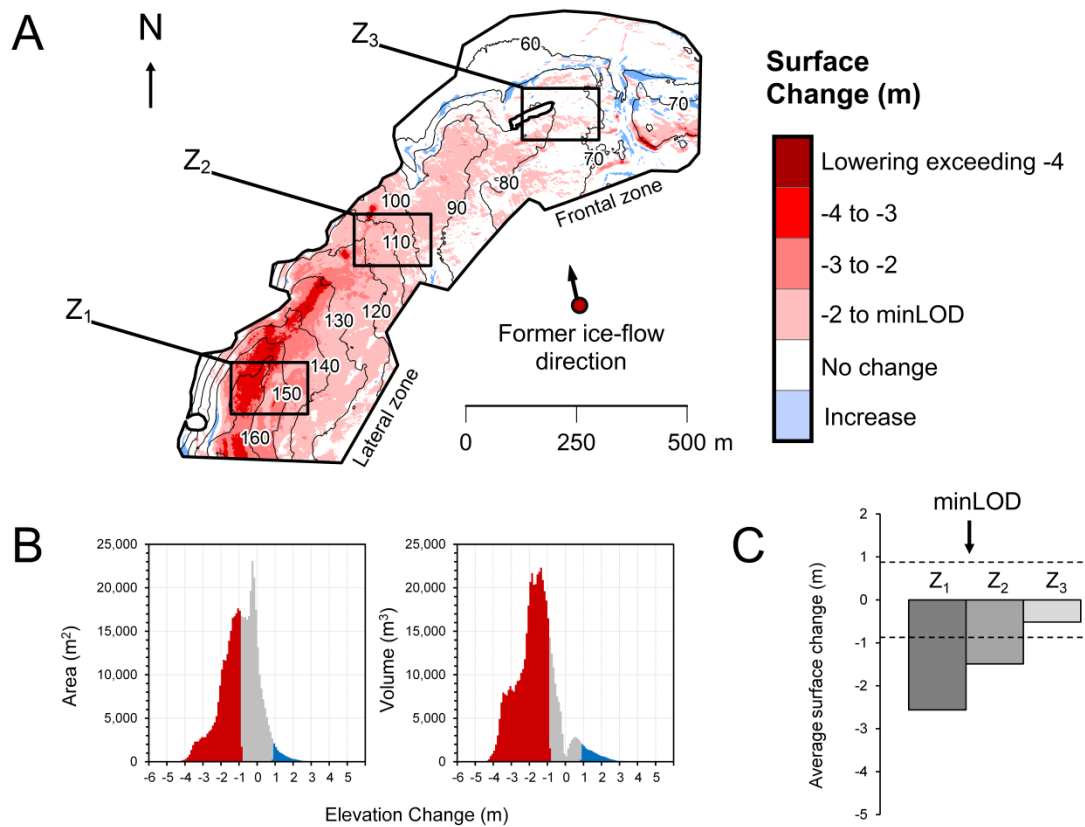 A
N
Z3
Z2
Z1
60
70
70
80
90
100
110
120
130
140
150
160
Frontal zone
Lateral zone
Former ice-flow
direction
0 250 500 m
Surface
Change (m)
Lowering exceeding -4
-4 to -3
-3 to -2
-2 to minLOD
No change
Increase
B
Area (m²)
25,000
20,000
15,000
10,000
5,000
0
-6 -5 -4 -3 -2 -1 0 1 2 3 4 5
Volume (m³)
25,000
20,000
15,000
10,000
5,000
0
-6 -5 -4 -3 -2 -1 0 1 2 3 4 5
Elevation Change (m)
C
minLOD
Average surface change (m)
2
1
0
-1
-2
-3
-4
-5
Z1 Z2 Z3